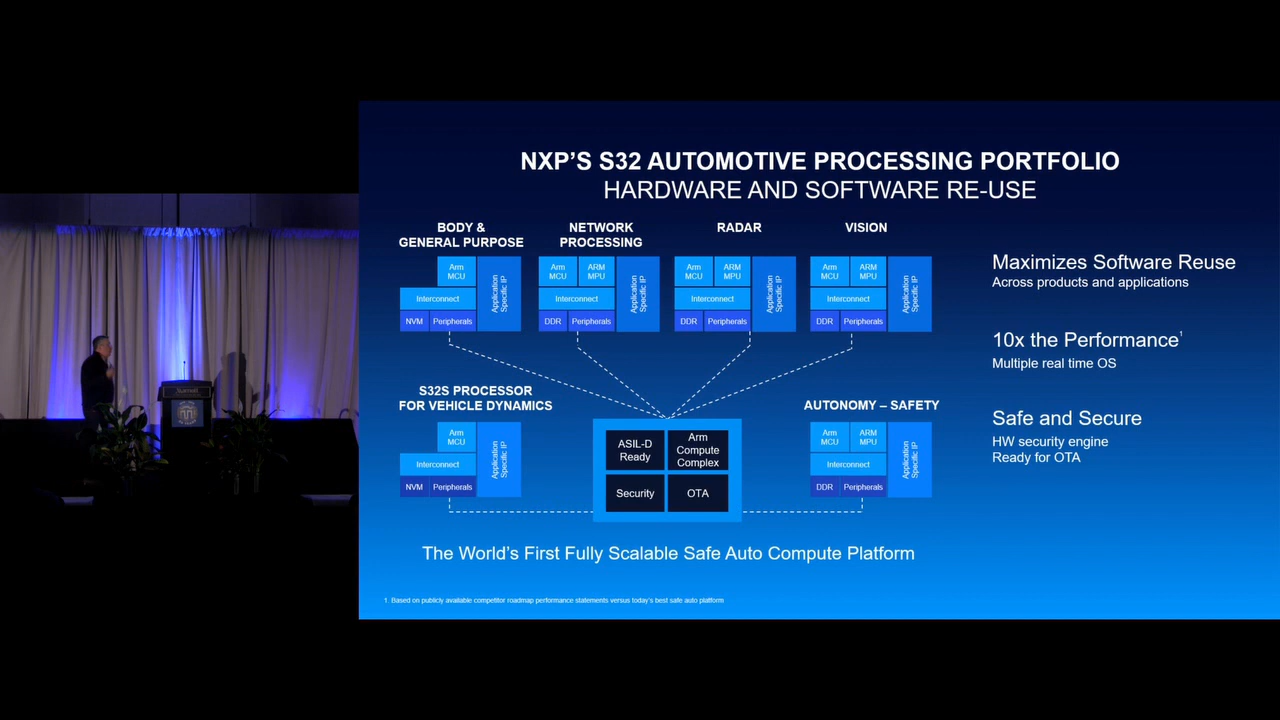 NXP'S S32 AUTOMOTIVE PROCESSING PORTFOLIO
HARDWARE AND SOFTWARE RE-USE
BODY &
GENERAL PURPOSE
Arm
MCU
Application
Specific IP
Interconnect
NVM
Peripherals
NETWORK
PROCESSING
Arm
MCU
ARM
MPU
Application
Specific IP
Interconnect
DDR
Peripherals
RADAR
Arm
MCU
ARM
MPU
Application
Specific IP
Interconnect
DDR
Peripherals
VISION
Arm
MCU
ARM
MPU
Application
Specific IP
Interconnect
DDR
Peripherals
S32S PROCESSOR
FOR VEHICLE DYNAMICS
Arm
MCU
Application
Specific IP
Interconnect
NVM
Peripherals
ASIL-D
Ready
Arm
Compute
Complex
Security
OTA
AUTONOMY – SAFETY
Arm
MCU
ARM
MPU
Application
Specific IP
Interconnect
DDR
Peripherals
The World's First Fully Scalable Safe Auto Compute Platform
1. Based on publicly available competitor roadmap performance statements versus today's best safe auto platform
Maximizes Software Reuse
Across products and applications
10x the Performance1
Multiple real time OS
Safe and Secure
HW security engine
Ready for OTA
Marriott